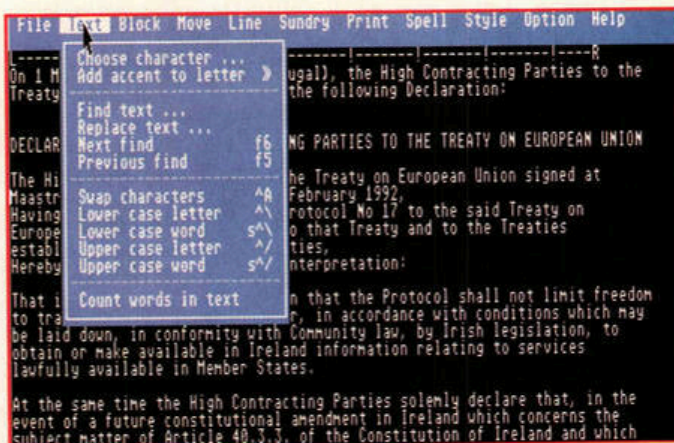 File Text Block Move Line Sundry Print Spell Style Option Help
L-----
--------|-------|-------|-------|----R
Choose character ...
Add accent to letter »
Find text ...
Replace text ...
Next find f6
Previous find f5
Swap characters ^A
Lower case letter ^\
Lower case word s^\
Upper case letter ^/
Upper case word s^/
Count words in text
On 1 M ugal), the High Contracting Parties to the
Treaty the following Declaration:
DECLAR NG PARTIES TO THE TREATY ON EUROPEAN UNION
The Hi he Treaty on European Union signed at
Maastr February 1992,
Having rotocol No 17 to the said Treaty on
Europe o that Treaty and to the Treaties
establ ties,
Hereby nterpretation:
That i n that the Protocol shall not limit freedom
to tra r, in accordance with conditions which may
be laid down, in conformity with Community law, by Irish legislation, to
obtain or make available in Ireland information relating to services
lawfully available in Member States.
At the same time the High Contracting Parties solemly declare that, in the
event of a future constitutional amendment in Ireland which concerns the
subject matter of Article 40.3.3. of the Constitution of Ireland and which